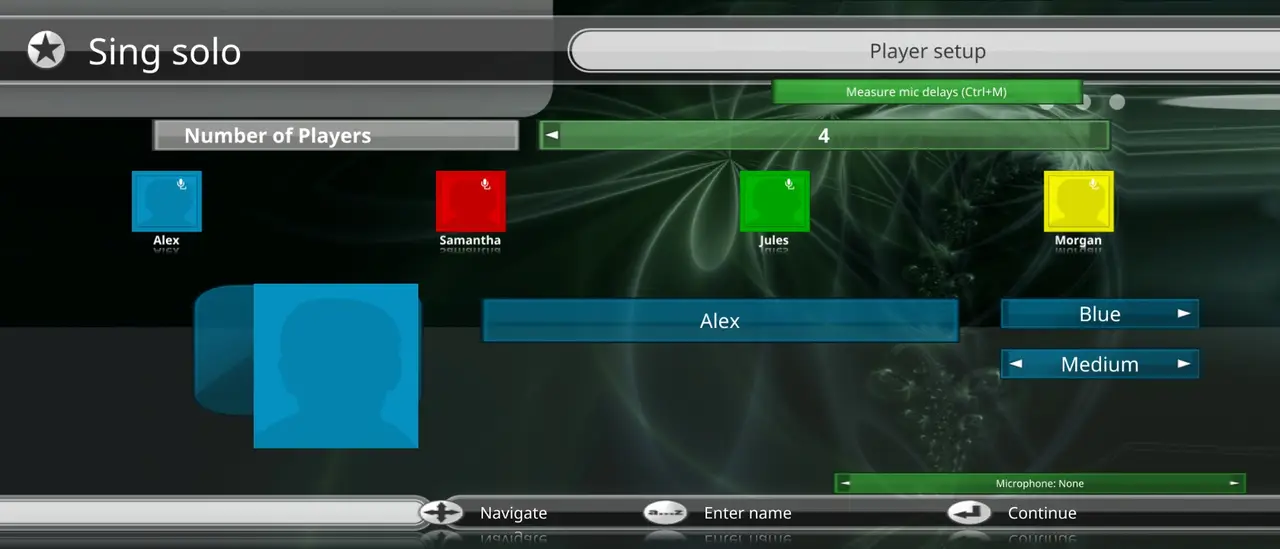 Sing solo
Player setup
Measure mic delays (Ctrl+M)
Number of Players
4
Alex
Samantha
Jules
Morgan
Alex
Blue
Medium
Microphone: None
Navigate
a...z
Enter name
Continue